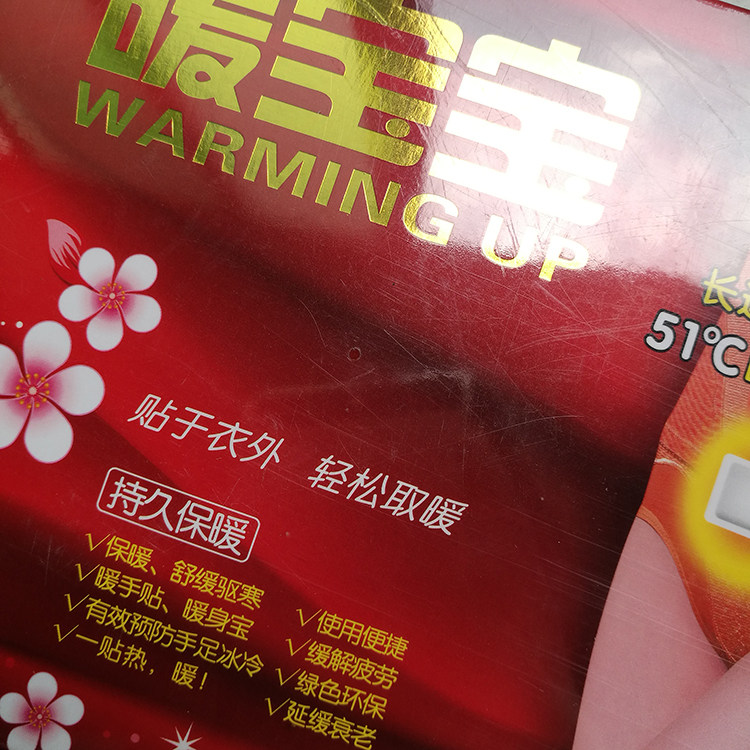 暖宝宝
WARMING UP
51℃
贴于衣外 轻松取暖
持久保暖
√保暖、舒缓驱寒
√暖手贴、暖身宝
√有效预防手足冰冷
√一贴热,暖!
√使用便捷
√缓解疲劳
√绿色环保
√延缓衰老